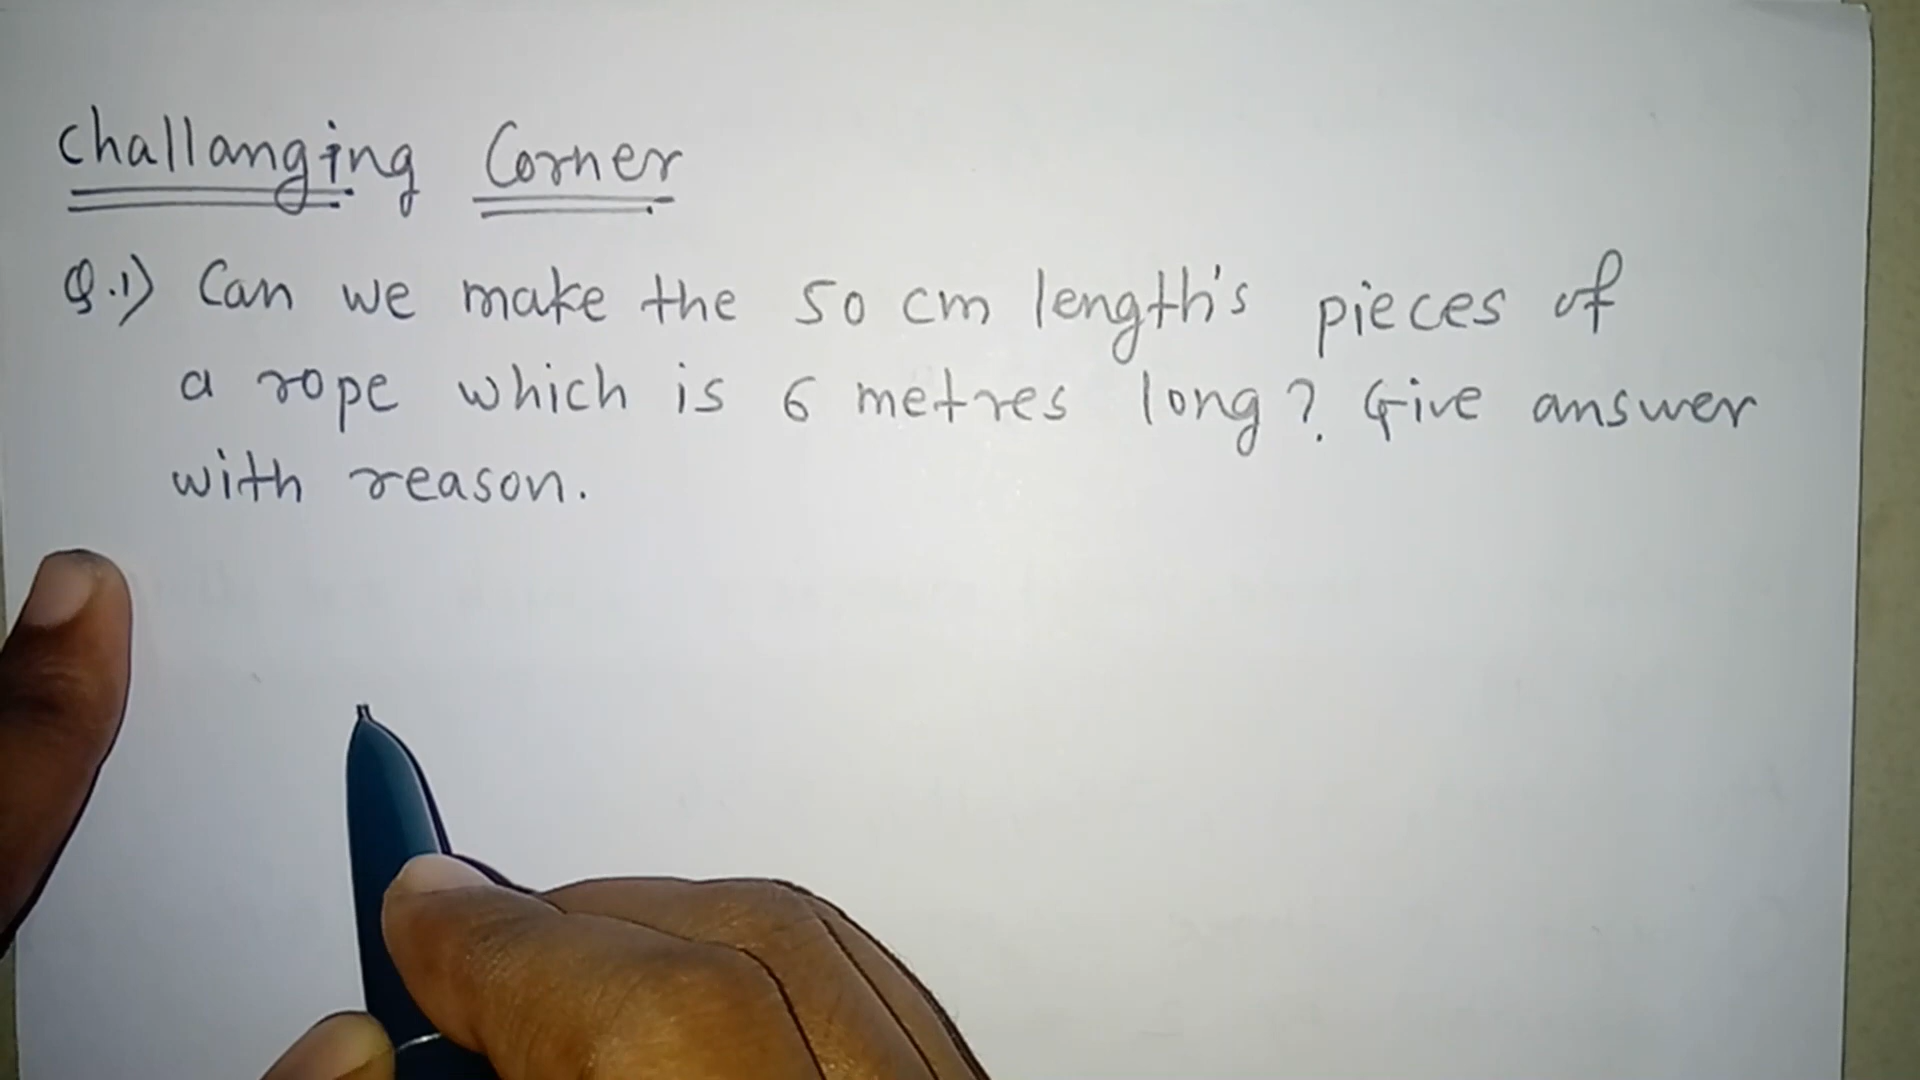 Challanging Corner
Q.1) Can we make the 50 cm length's pieces of
a rope which is 6 metres long? Give answer
with reason.